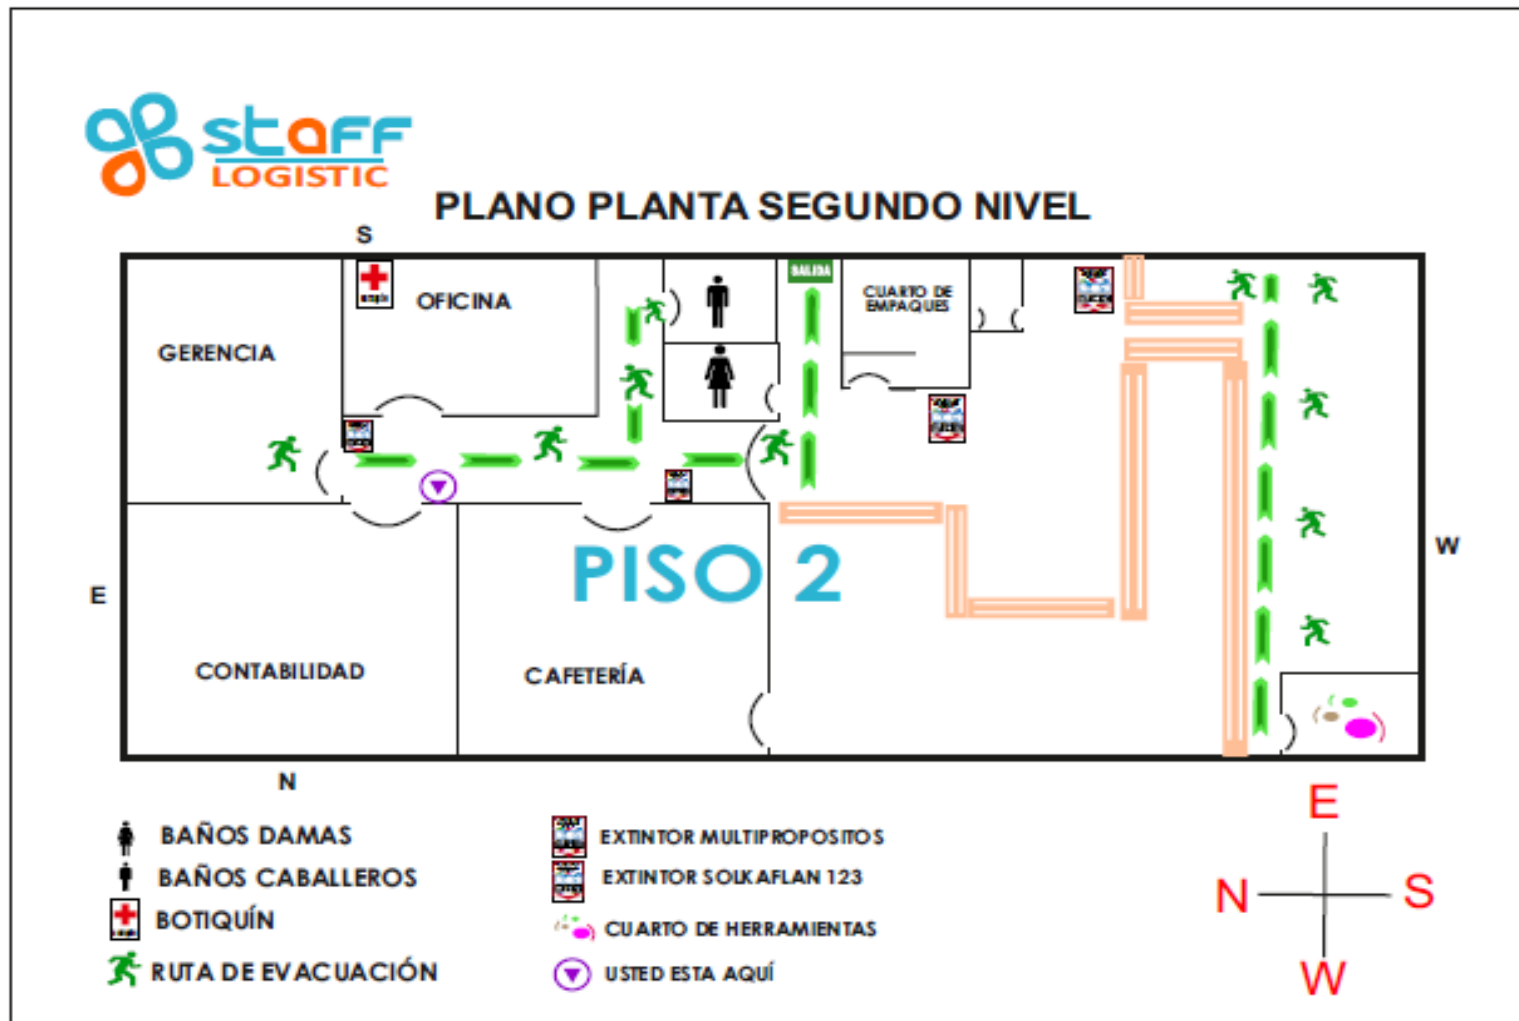 staff
LOGISTIC
PLANO PLANTA SEGUNDO NIVEL
S
GERENCIA
OFICINA
SALIDA
CUARTO DE
EMPAQUES
E
W
PISO 2
CONTABILIDAD
CAFETERÍA
N
BAÑOS DAMAS
BAÑOS CABALLEROS
BOTIQUÍN
RUTA DE EVACUACIÓN
EXTINTOR MULTIPROPOSITOS
EXTINTOR SOLKAFLAN 123
CUARTO DE HERRAMIENTAS
USTED ESTA AQUÍ
E
N S
W